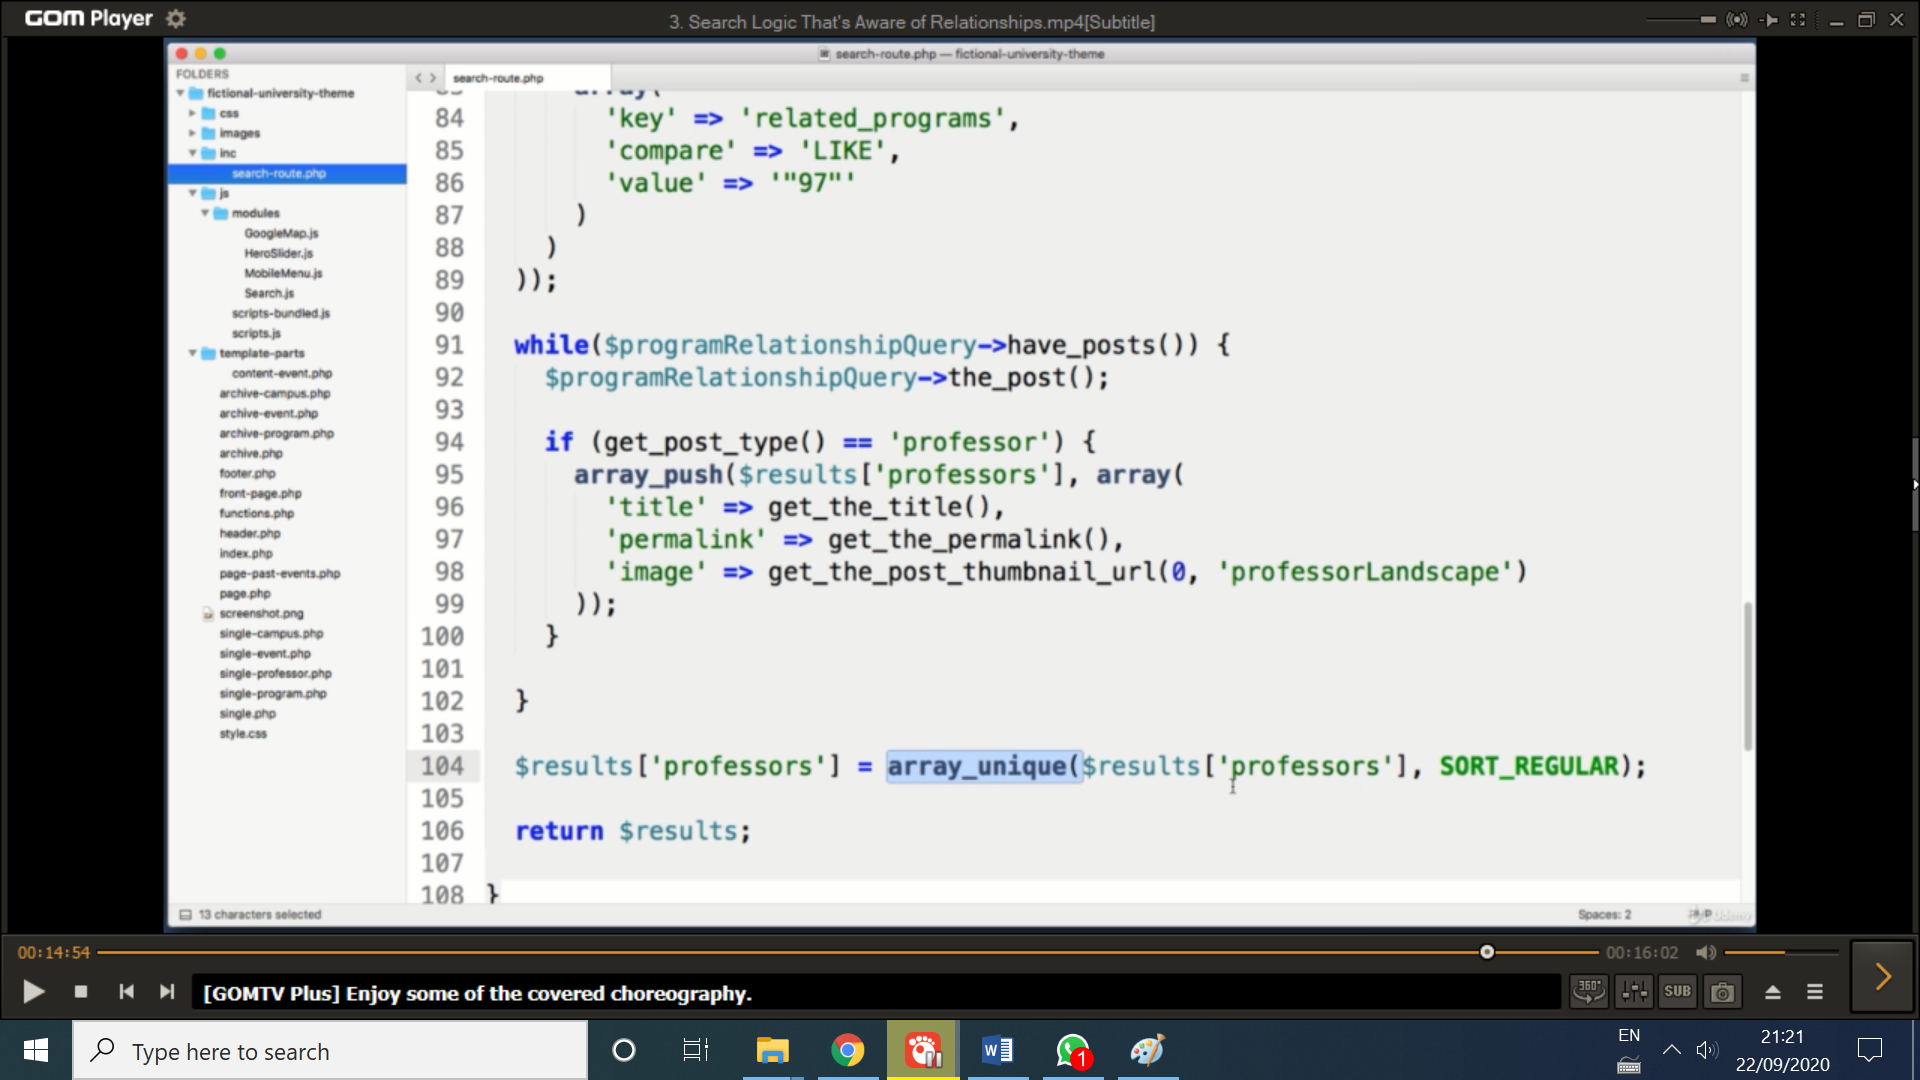 GOM Player
3. Search Logic That's Aware of Relationships.mp4[Subtitle]
search-route.php — fictional-university-theme
FOLDERS
fictional-university-theme
css
images
inc
search-route.php
js
modules
GoogleMap.js
HeroSlider.js
MobileMenu.js
Search.js
scripts-bundled.js
scripts.js
template-parts
content-event.php
archive-campus.php
archive-event.php
archive-program.php
archive.php
footer.php
front-page.php
functions.php
header.php
index.php
page-past-events.php
page.php
screenshot.png
single-campus.php
single-event.php
single-professor.php
single-program.php
single.php
style.css
search-route.php
83 array(
84 'key' => 'related_programs',
85 'compare' => 'LIKE',
86 'value' => '"97"'
87 )
88 )
89 ));
90
91 while($programRelationshipQuery->have_posts()) {
92 $programRelationshipQuery->the_post();
93
94 if (get_post_type() == 'professor') {
95 array_push($results['professors'], array(
96 'title' => get_the_title(),
97 'permalink' => get_the_permalink(),
98 'image' => get_the_post_thumbnail_url(0, 'professorLandscape')
99 ));
100 }
101
102 }
103
104 $results['professors'] = array_unique($results['professors'], SORT_REGULAR);
105
106 return $results;
107
108 }
13 characters selected
Spaces: 2
Udemy
00:14:54
00:16:02
[GOMTV Plus] Enjoy some of the covered choreography.
360°
SUB
Type here to search
W
1
EN
21:21
22/09/2020